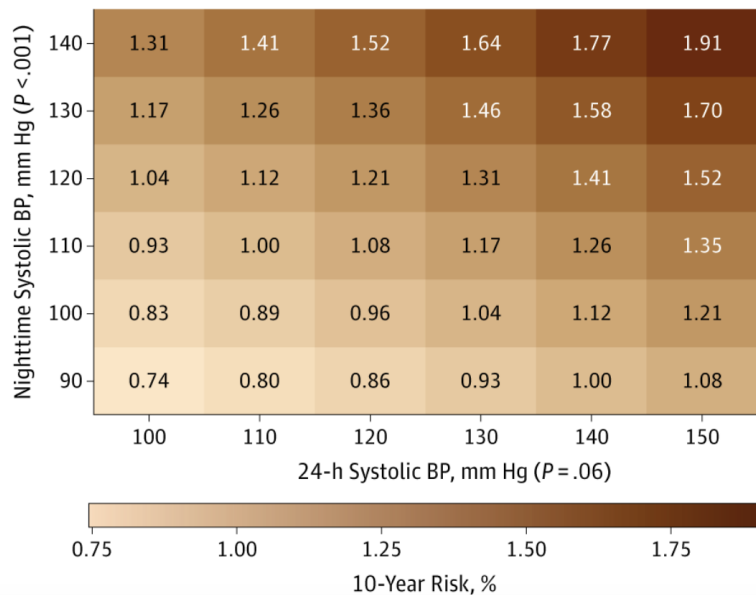 Nighttime Systolic BP, mm Hg (P <.001)
140 1.31 1.41 1.52 1.64 1.77 1.91
130 1.17 1.26 1.36 1.46 1.58 1.70
120 1.04 1.12 1.21 1.31 1.41 1.52
110 0.93 1.00 1.08 1.17 1.26 1.35
100 0.83 0.89 0.96 1.04 1.12 1.21
90 0.74 0.80 0.86 0.93 1.00 1.08
100 110 120 130 140 150
24-h Systolic BP, mm Hg (P = .06)
0.75 1.00 1.25 1.50 1.75
10-Year Risk, %